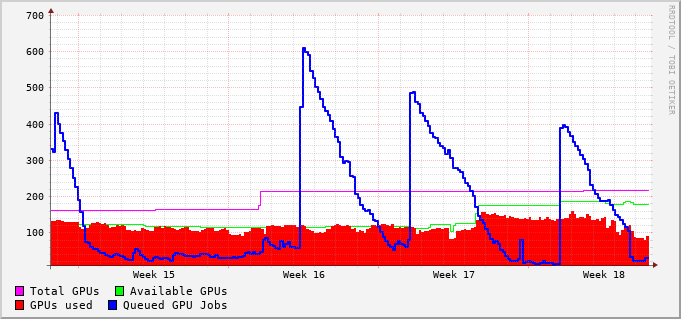 700
600
500
400
300
200
100
Week 15 Week 16 Week 17 Week 18
Total GPUs Available GPUs
GPUs used Queued GPU Jobs
RRDTOOL / TOBI OETIKER